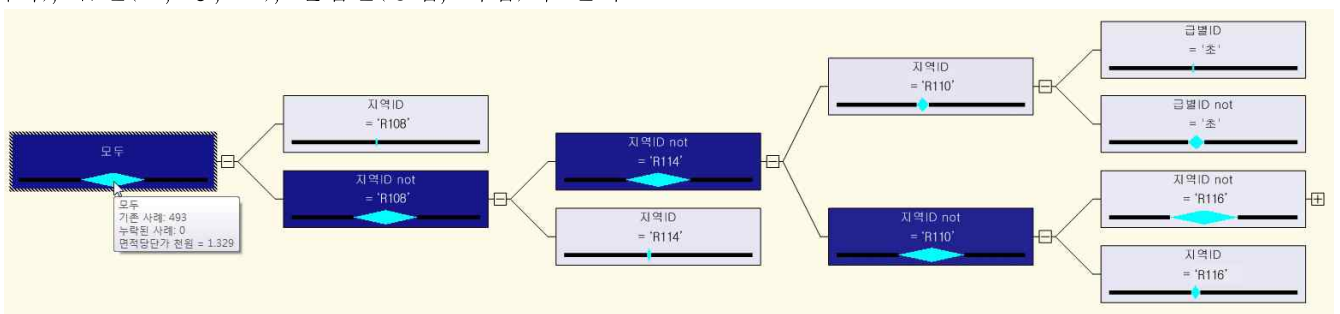 모두
모두
기존 사례: 493
누락된 사례: 0
면적당단가 천원 = 1.329
지역ID
= 'R108'
지역ID not
= 'R108'
지역ID not
= 'R114'
지역ID
= 'R114'
지역ID
= 'R110'
지역ID not
= 'R110'
급별ID
= '초'
급별ID not
= '초'
지역ID not
= 'R116'
지역ID
= 'R116'